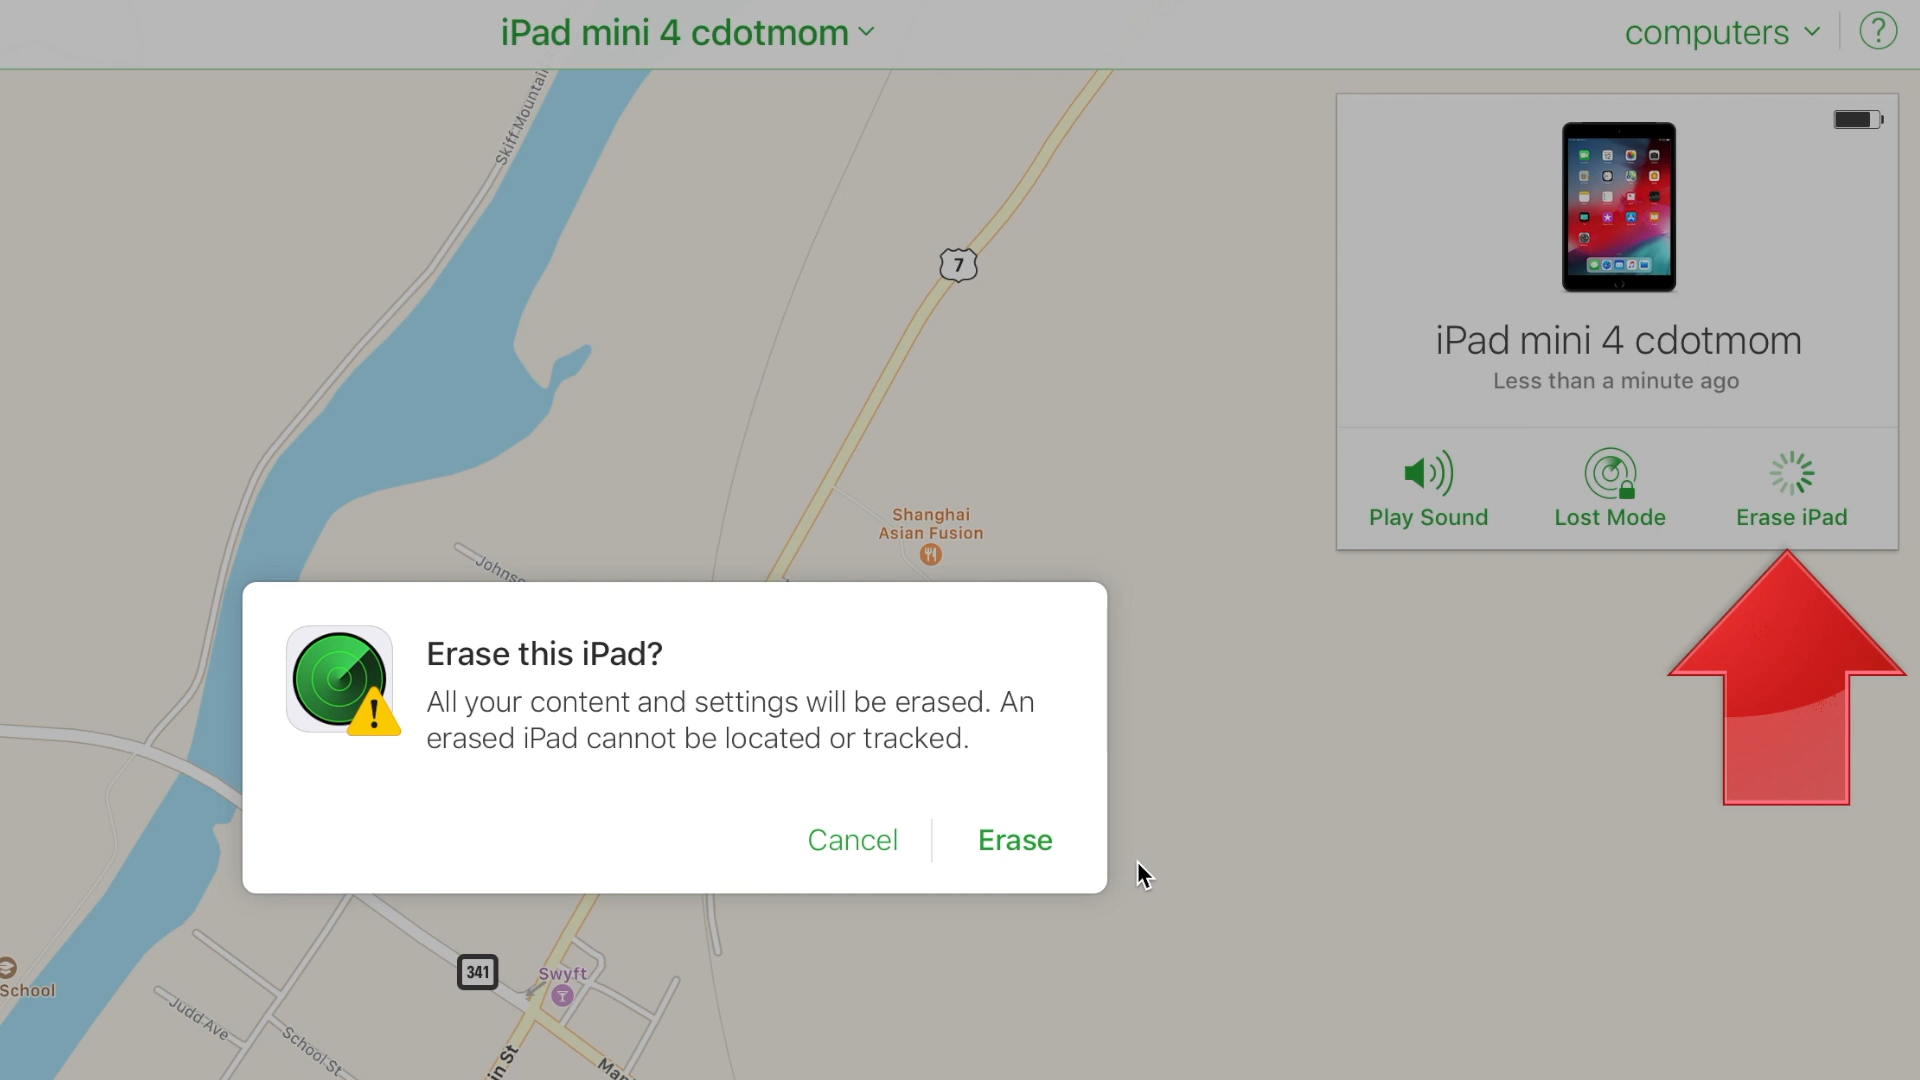 iPad mini 4 cdotmom
computers
?
Skiff Mountain
7
iPad mini 4 cdotmom
Less than a minute ago
Play Sound
Lost Mode
Erase iPad
Shanghai
Asian Fusion
Erase this iPad?
All your content and settings will be erased. An
erased iPad cannot be located or tracked.
Cancel
Erase
341
Swyft
School
Judd Ave
School St